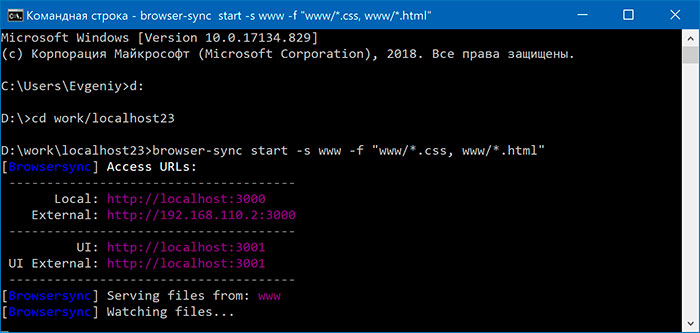 Командная строка - browser-sync start -s www -f "www/*.css, www/*.html"
Microsoft Windows [Version 10.0.17134.829]
(c) Корпорация Майкрософт (Microsoft Corporation), 2018. Все права защищены.
C:\Users\Evgeniy>d:
D:\>cd work/localhost23
D:\work\localhost23>browser-sync start -s www -f "www/*.css, www/*.html"
[Browsersync] Access URLs:
--------------------------------------
Local: http://localhost:3000
External: http://192.168.110.2:3000
--------------------------------------
UI: http://localhost:3001
UI External: http://localhost:3001
--------------------------------------
[Browsersync] Serving files from: www
[Browsersync] Watching files...